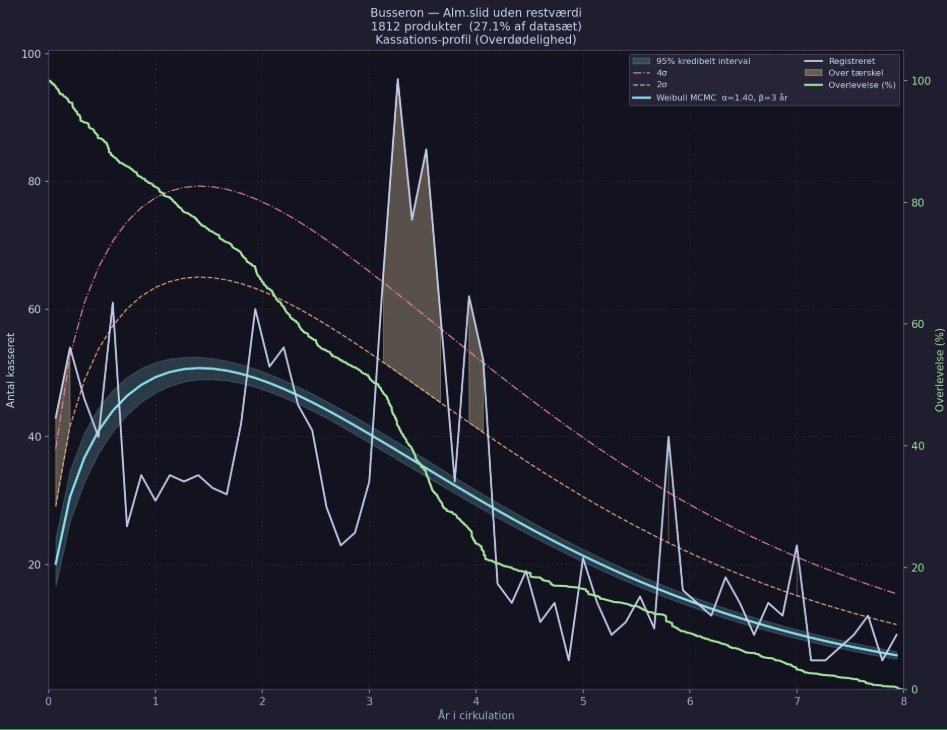 Busseron — Alm.slid uden restværdi
1812 produkter (27.1% af datasæt)
Kassations-profil (Overdødelighed)
95% kredibelt interval
4σ
2σ
Weibull MCMC α=1.40, β=3 år
Registreret
Over tærskel
Overlevelse (%)
Antal kasseret
100
80
60
40
20
0
1
2
3
4
5
6
7
8
År i cirkulation
100
80
60
40
20
0
Overlevelse (%)